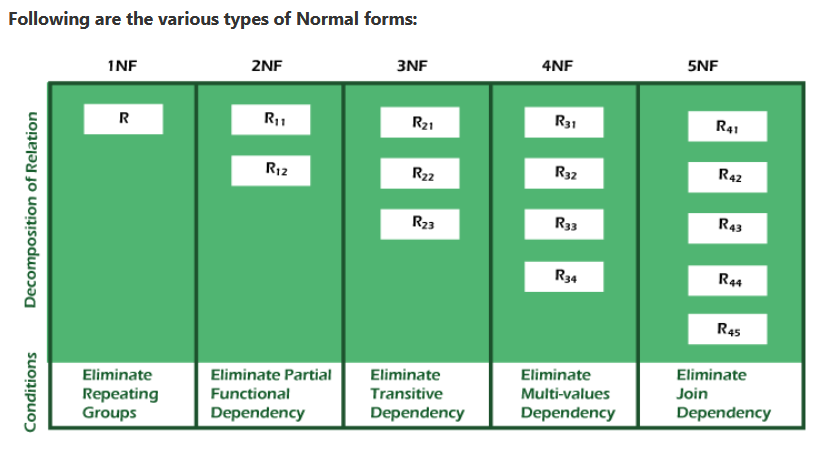 Following are the various types of Normal forms:
1NF 2NF 3NF 4NF 5NF
Decomposition of Relation
R
R11
R12
R21
R22
R23
R31
R32
R33
R34
R41
R42
R43
R44
R45
Conditions
Eliminate
Repeating
Groups
Eliminate Partial
Functional
Dependency
Eliminate
Transitive
Dependency
Eliminate
Multi-values
Dependency
Eliminate
Join
Dependency